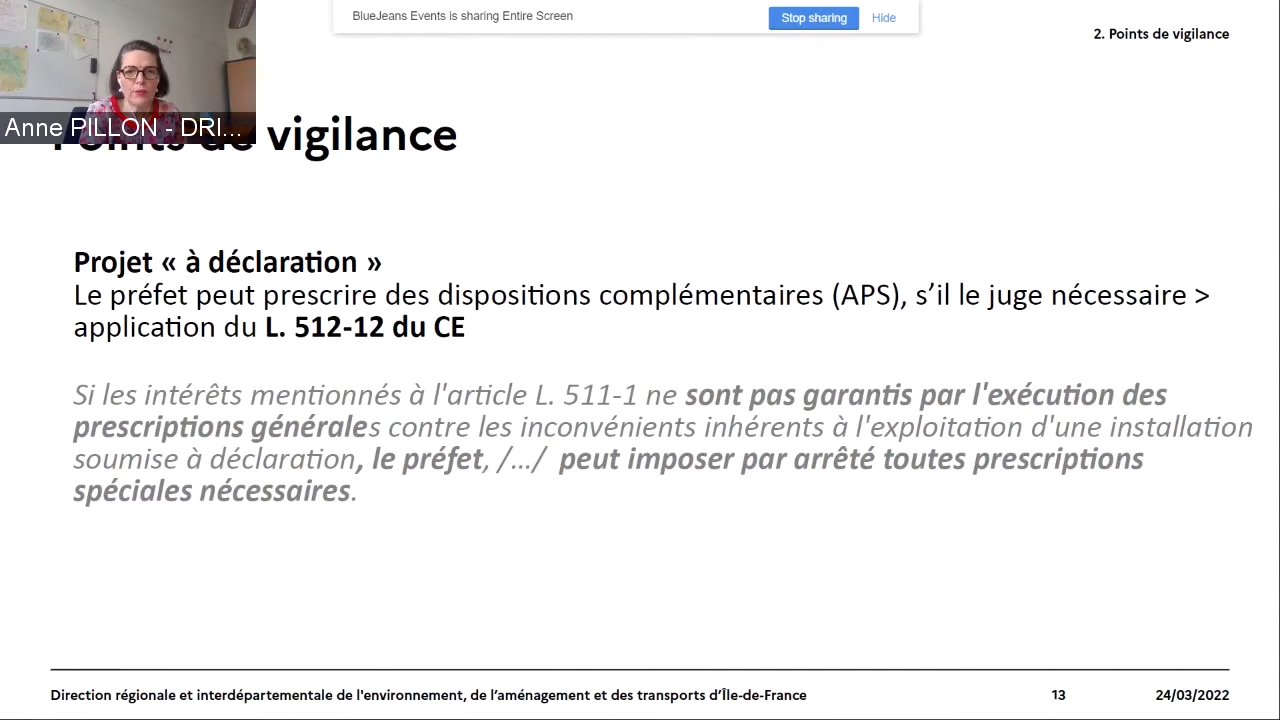 BlueJeans Events is sharing Entire Screen
Stop sharing
Hide
2. Points de vigilance
Anne PILLON - DRI...
Points de vigilance
Projet « à déclaration »
Le préfet peut prescrire des dispositions complémentaires (APS), s’il le juge nécessaire >
application du L. 512-12 du CE
Si les intérêts mentionnés à l'article L. 511-1 ne sont pas garantis par l'exécution des
prescriptions générales contre les inconvénients inhérents à l'exploitation d'une installation
soumise à déclaration, le préfet, /…/ peut imposer par arrêté toutes prescriptions
spéciales nécessaires.
Direction régionale et interdépartementale de l'environnement, de l’aménagement et des transports d’Île-de-France
13
24/03/2022